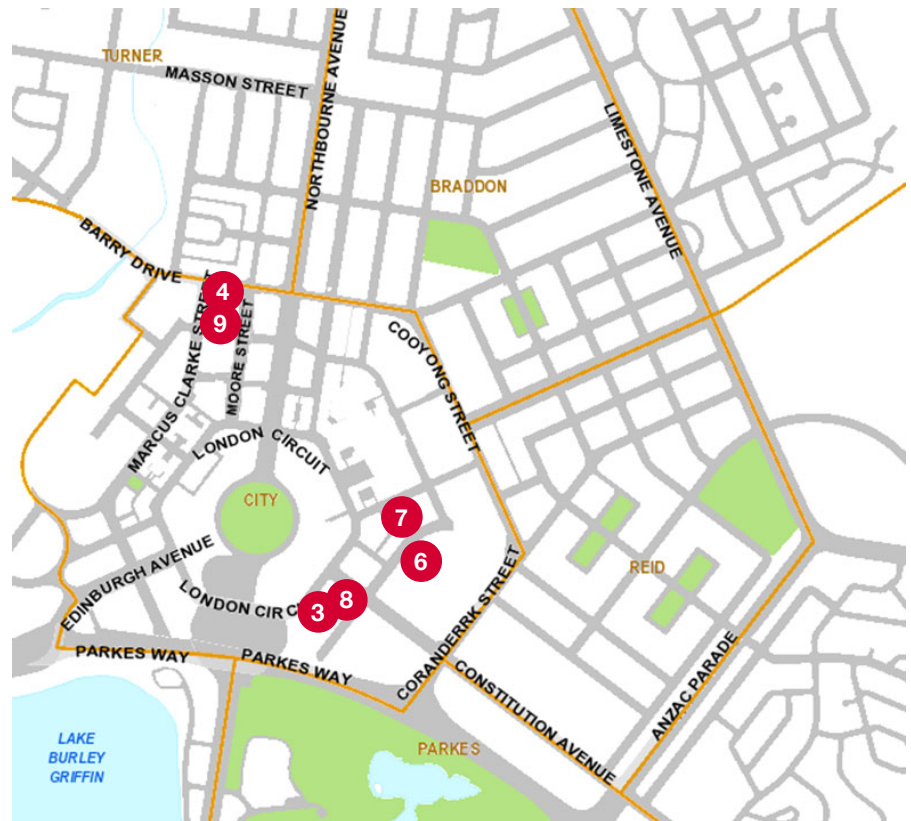 TURNER
MASSON STREET
NORTHBOURNE AVENUE
LIMESTONE AVENUE
BRADDON
BARRY DRIVE
4
9
MARCUS CLARKE STREET
MOORE STREET
COOYONG STREET
LONDON CIRCUIT
CITY
7
6
EDINBURGH AVENUE
REID
LONDON CIRC
3
8
CORANDERRK STREET
PARKES WAY
PARKES WAY
CONSTITUTION AVENUE
ANZAC PARADE
LAKE
BURLEY
GRIFFIN
PARKES